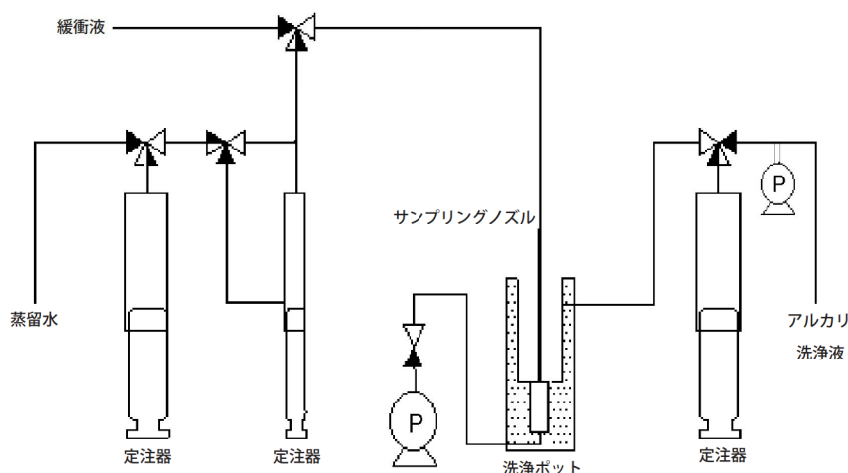 緩衝液
サンプリングノズル
蒸留水
アルカリ
洗浄液
P
P
定注器
定注器
洗浄ポット
定注器